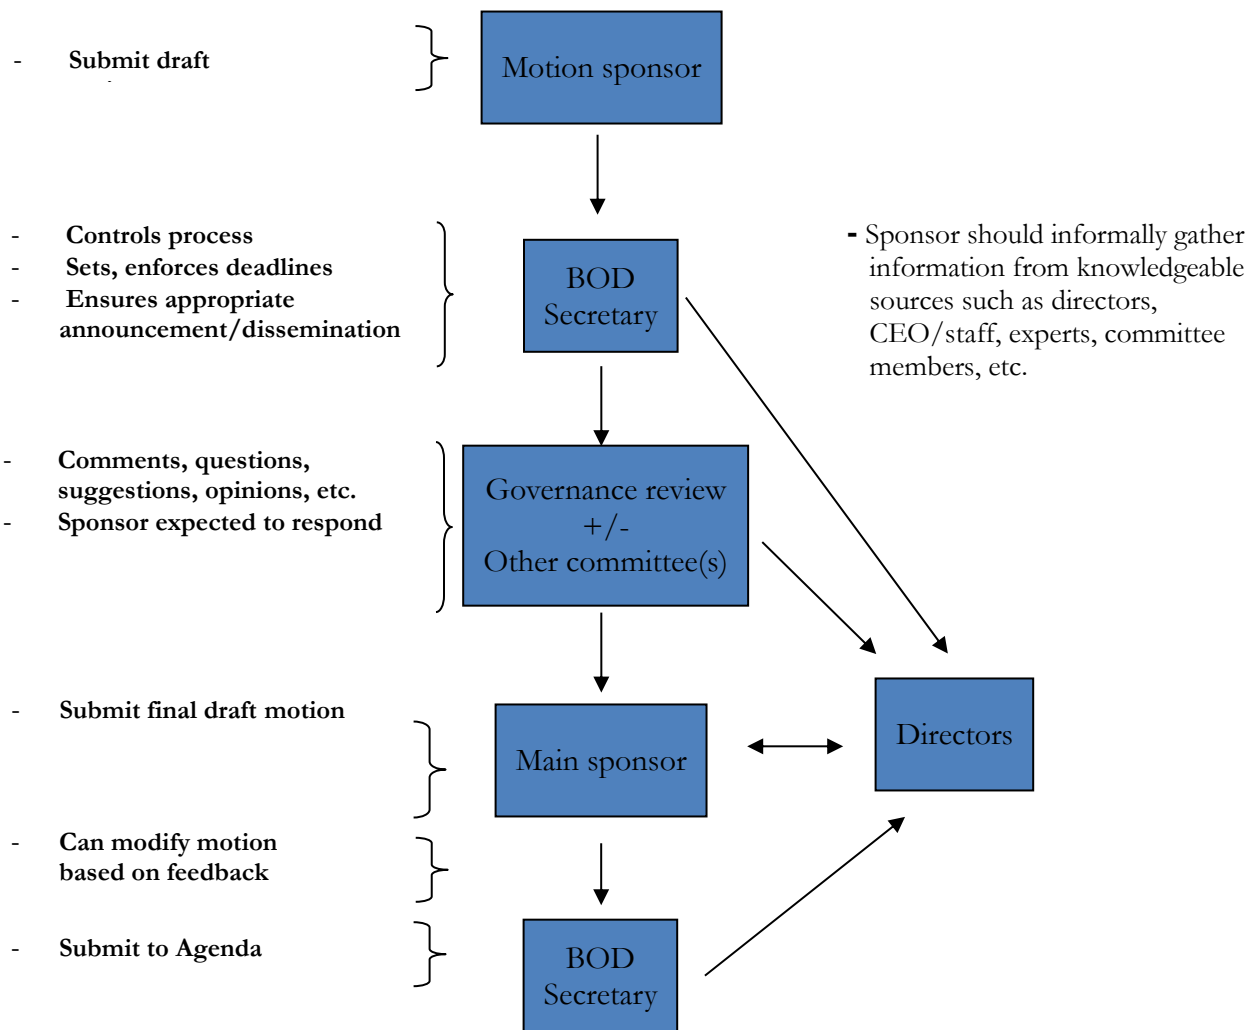 - Submit draft
Motion sponsor
- Controls process
- Sets, enforces deadlines
- Ensures appropriate
announcement/dissemination
BOD
Secretary
- Sponsor should informally gather
information from knowledgeable
sources such as directors,
CEO/staff, experts, committee
members, etc.
- Comments, questions,
suggestions, opinions, etc.
- Sponsor expected to respond
Governance review
+/-
Other committee(s)
- Submit final draft motion
Main sponsor
Directors
- Can modify motion
based on feedback
- Submit to Agenda
BOD
Secretary